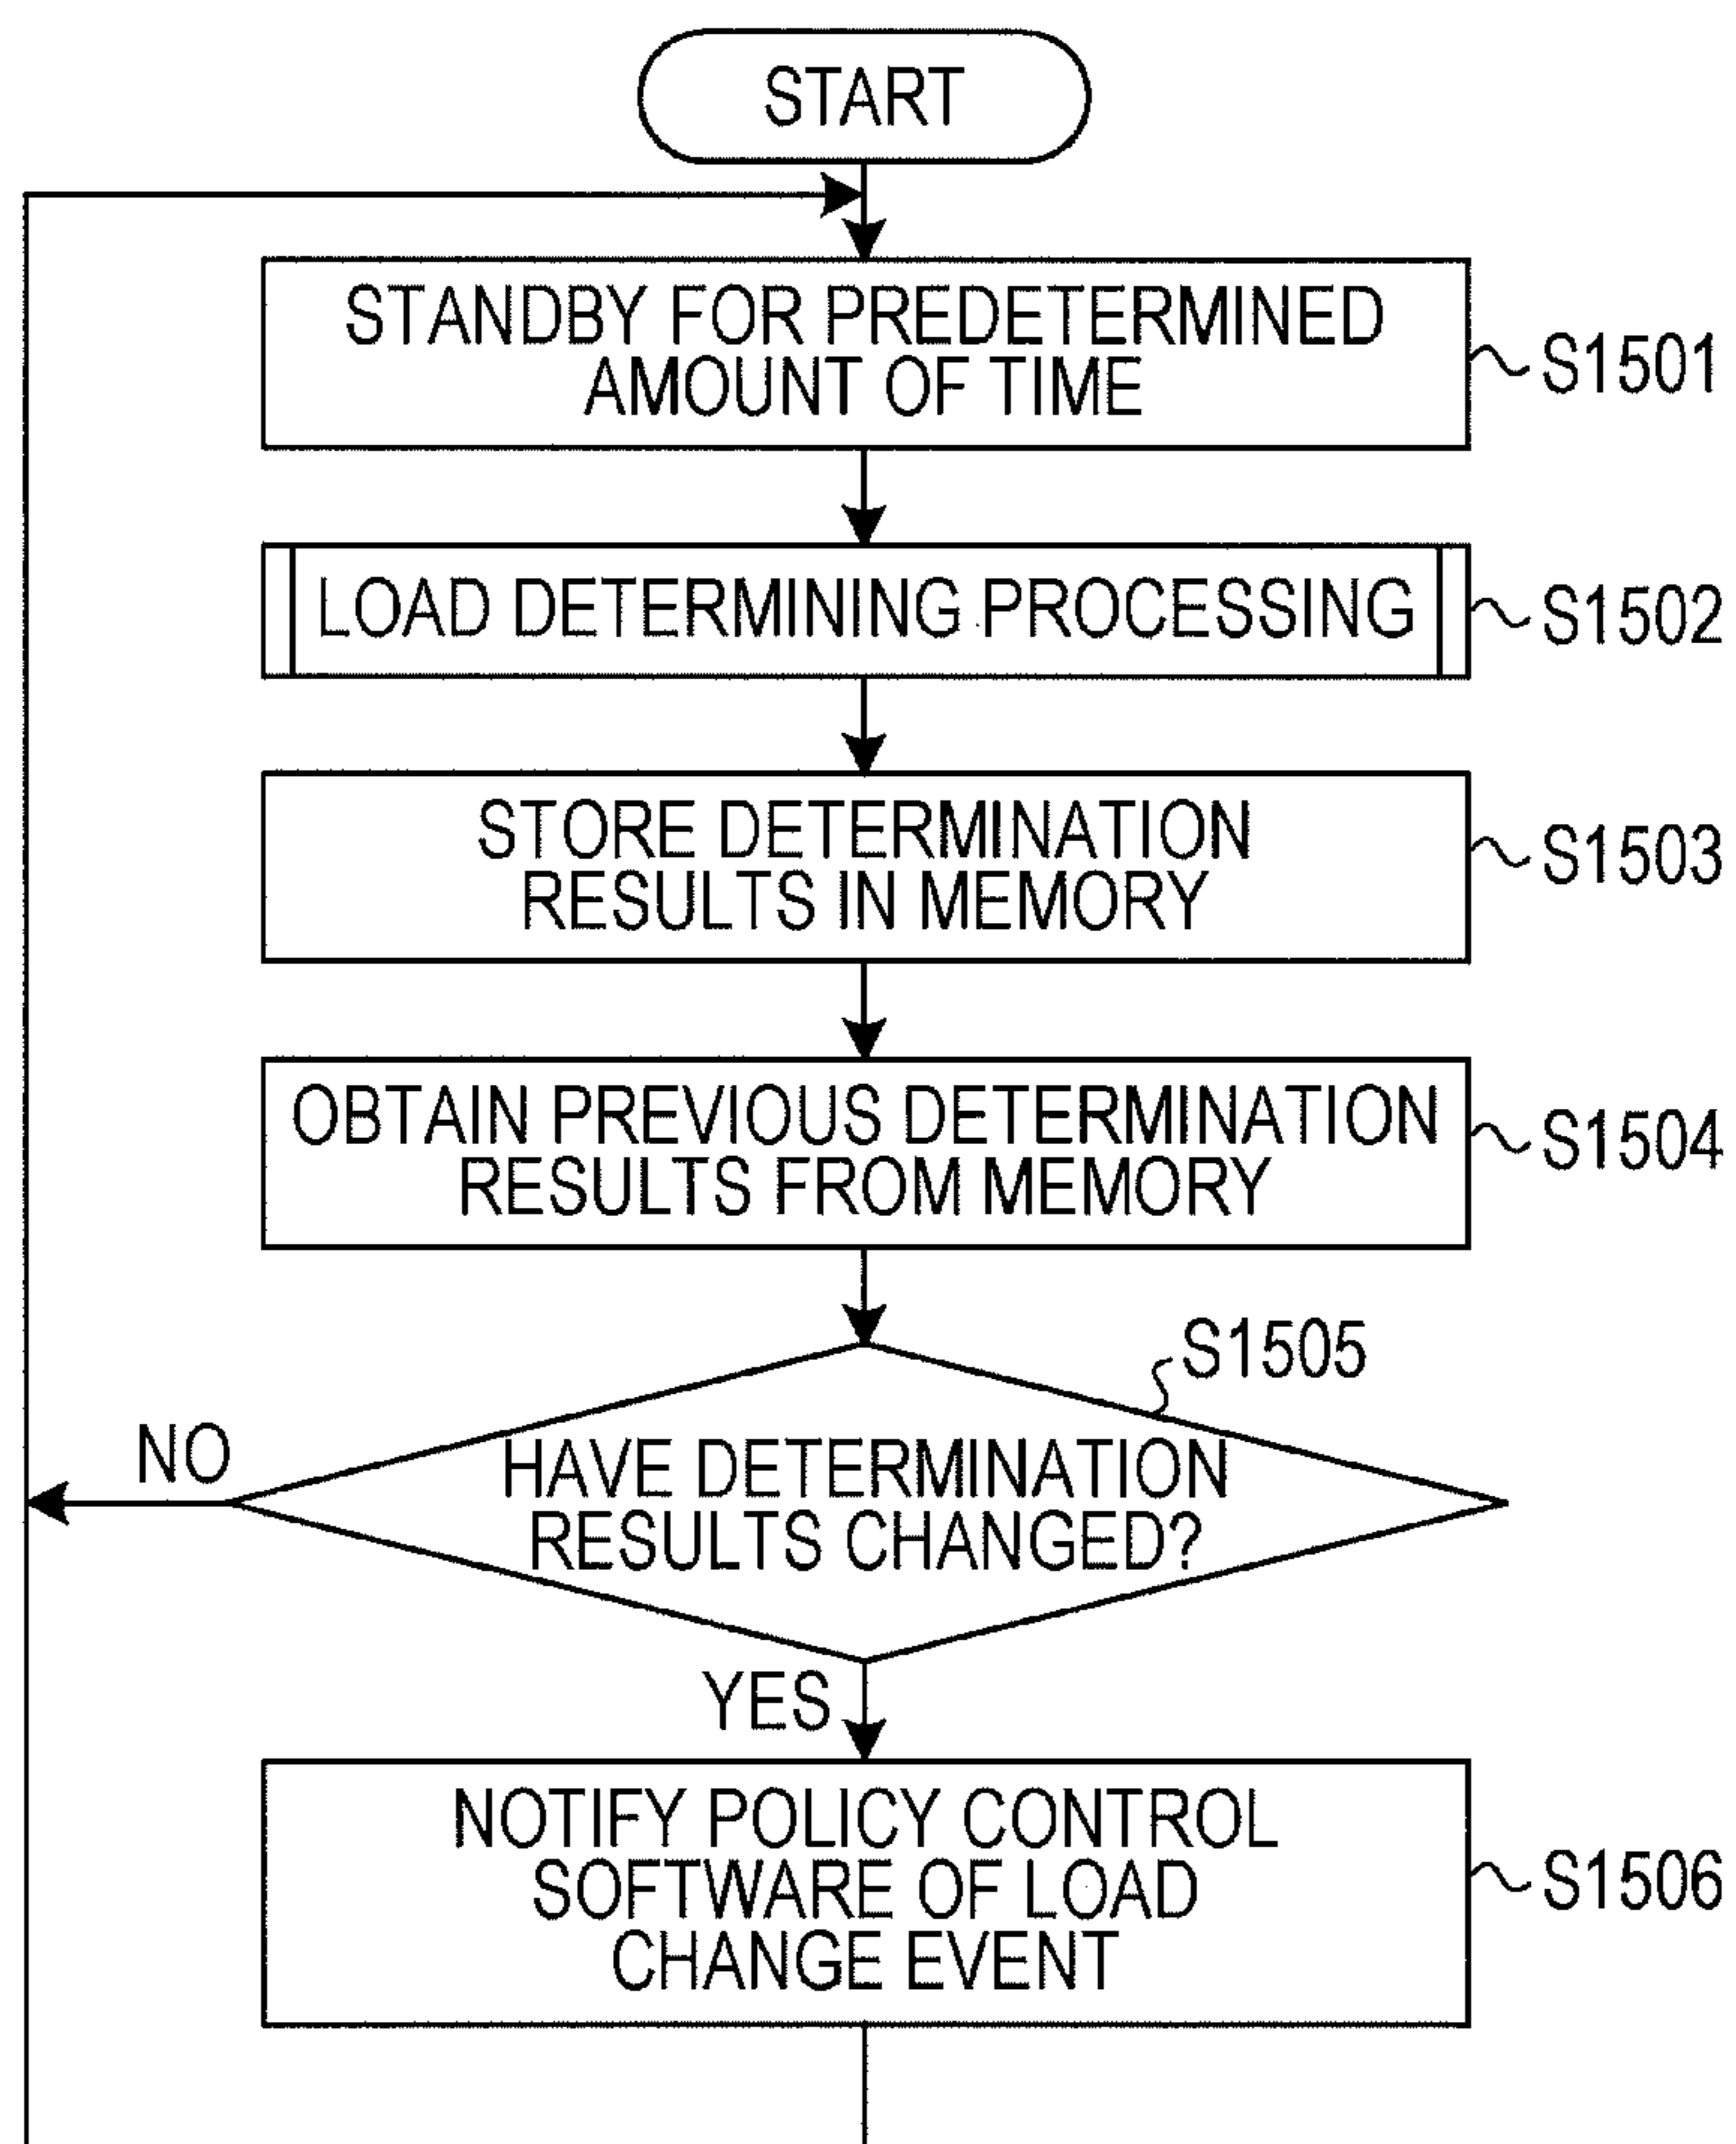 START
STANDBY FOR PREDETERMINED
AMOUNT OF TIME
S1501
LOAD DETERMINING PROCESSING
S1502
STORE DETERMINATION
RESULTS IN MEMORY
S1503
OBTAIN PREVIOUS DETERMINATION
RESULTS FROM MEMORY
S1504
S1505
NO
HAVE DETERMINATION
RESULTS CHANGED?
YES
NOTIFY POLICY CONTROL
SOFTWARE OF LOAD
CHANGE EVENT
S1506